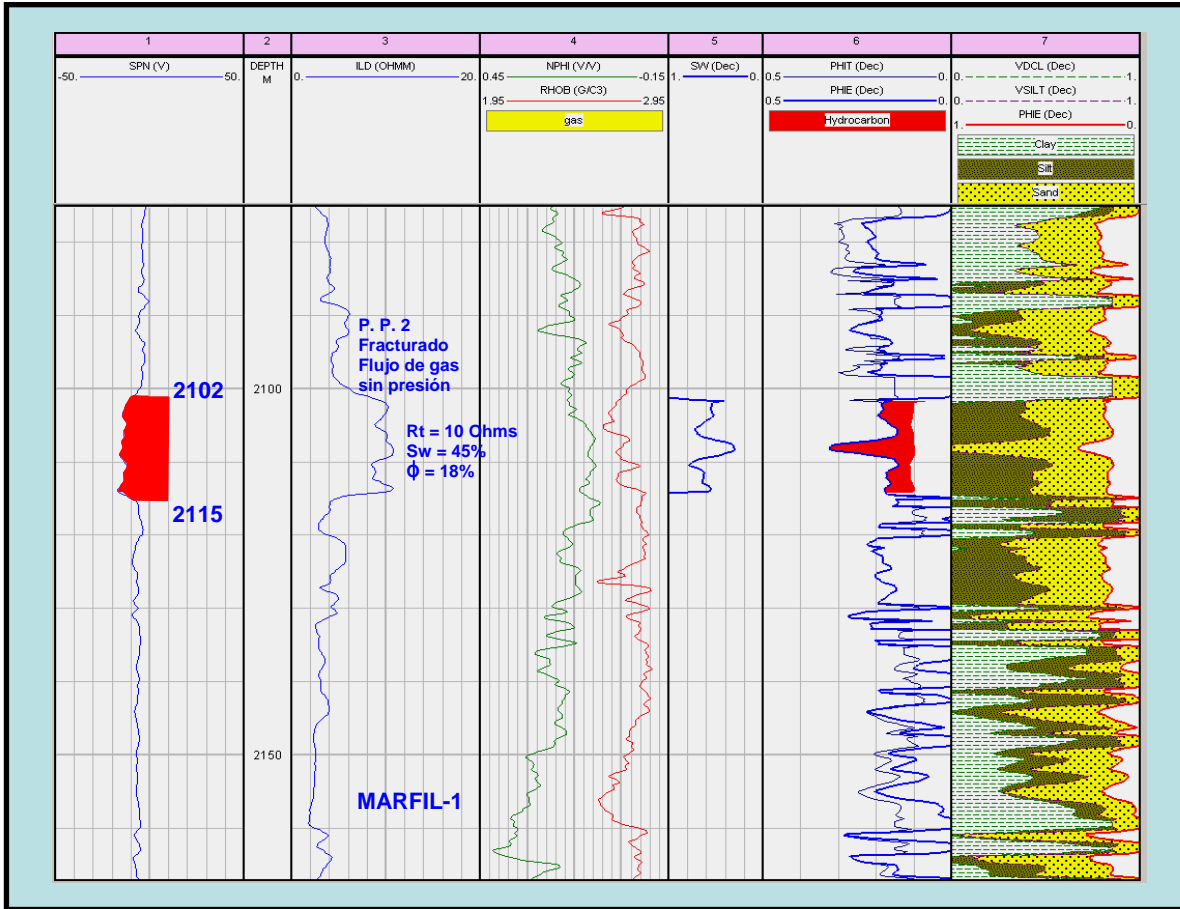 1 2 3 4 5 6 7
SPN (V)
-50. 50.
DEPTH
M
ILD (OHMM)
0. 20.
NPHI (V/V)
0.45 -0.15
RHOB (G/C3)
1.95 2.95
gas
SW (Dec)
1. 0.
PHIT (Dec)
0.5 0.
PHIE (Dec)
0.5 0.
Hydrocarbon
VDCL (Dec)
0. 1.
VSILT (Dec)
0. 1.
PHIE (Dec)
1. 0.
Clay
Silt
Sand
P. P. 2
Fracturado
Flujo de gas
sin presión
2102
2100
Rt = 10 Ohms
Sw = 45%
ϕ = 18%
2115
2150
MARFIL-1